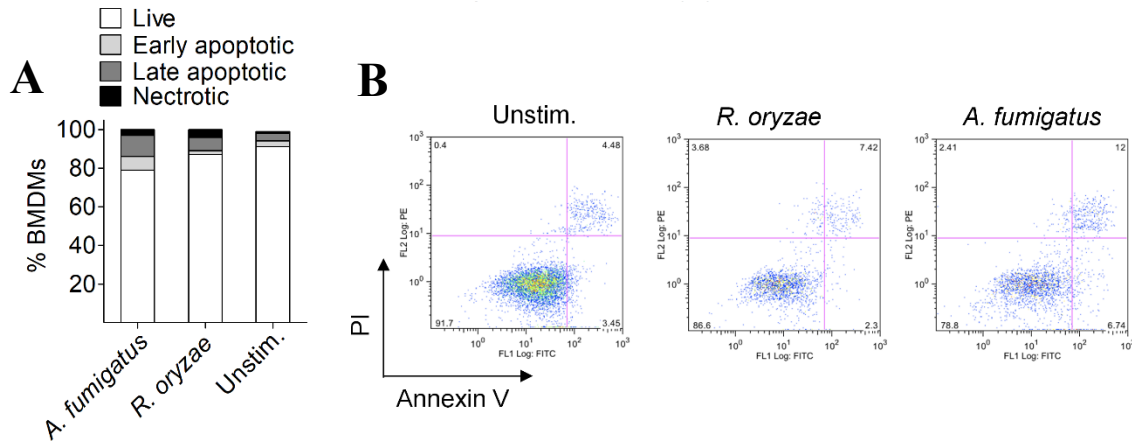 A
Live
Early apoptotic
Late apoptotic
Nectrotic
% BMDMs
100
80
60
40
20
A. fumigatus
R. oryzae
Unstim.
B
Unstim.
10³
10²
10¹
10⁰
FL2 Log: PE
0.4
4.48
91.7
3.45
10⁰
10¹
10²
10³
FL1 Log: FITC
R. oryzae
10³
10²
10¹
10⁰
FL2 Log: PE
3.68
7.42
86.6
2.3
10⁰
10¹
10²
10³
FL1 Log: FITC
A. fumigatus
10³
10²
10¹
10⁰
FL2 Log: PE
2.41
12
78.8
6.74
10⁰
10¹
10²
10³
FL1 Log: FITC
PI
Annexin V